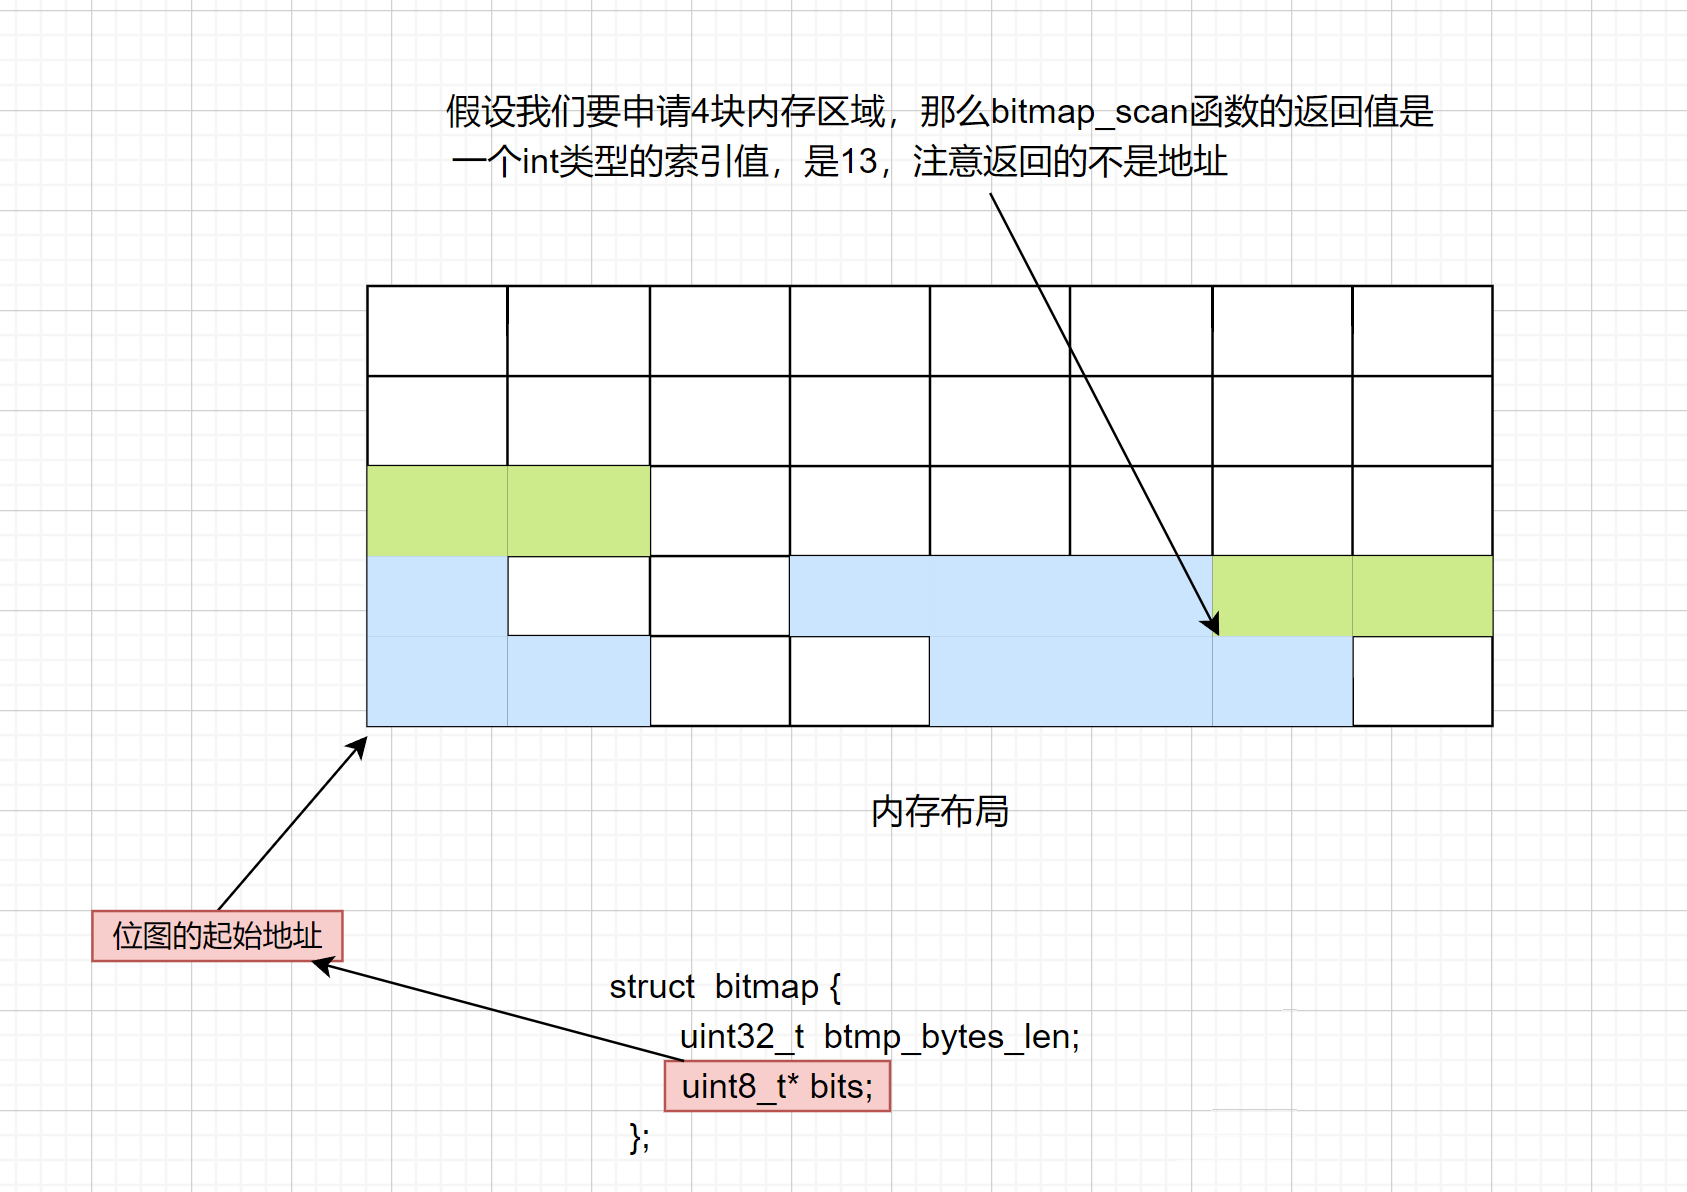 假设我们要申请4块内存区域，那么bitmap_scan函数的返回值是
一个int类型的索引值，是13，注意返回的不是地址
内存布局
位图的起始地址
struct  bitmap {
uint32_t  btmp_bytes_len;
uint8_t* bits;
};